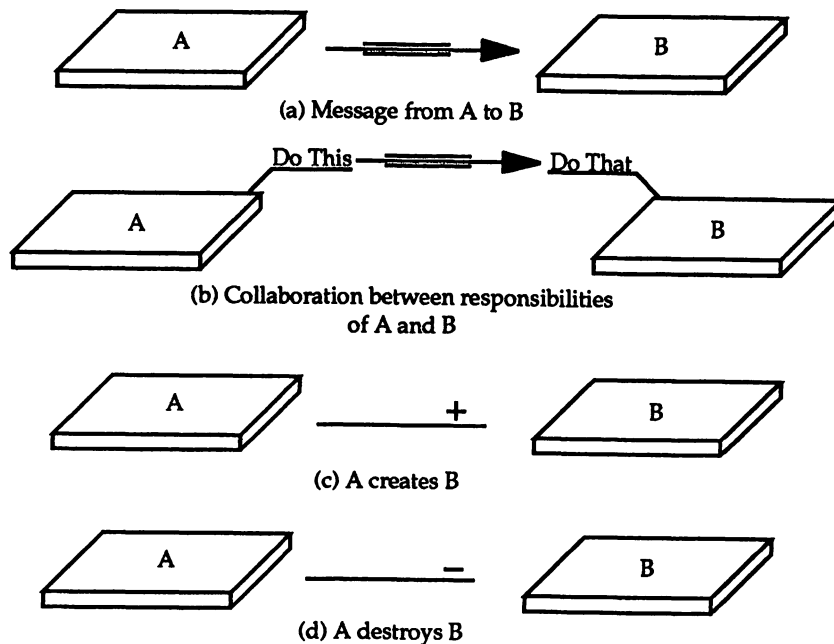 A
B
(a) Message from A to B
Do This
Do That
A
B
(b) Collaboration between responsibilities
of A and B
A
+
B
(c) A creates B
A
−
B
(d) A destroys B